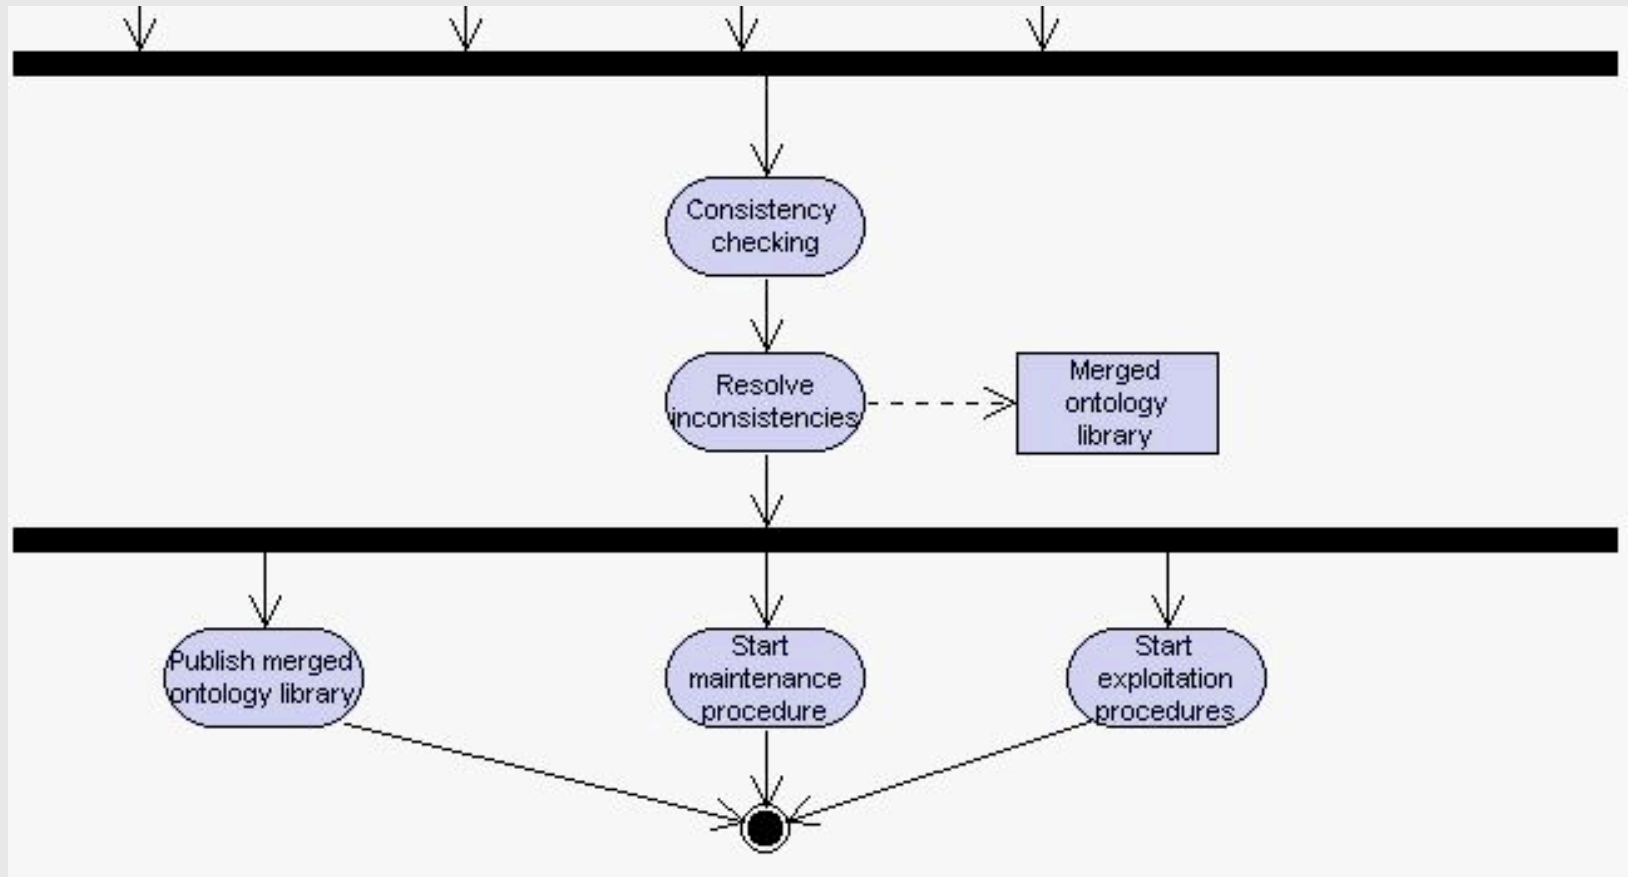 Consistency
checking
Resolve
inconsistencies
Merged
ontology
library
Publish merged
ontology library
Start
maintenance
procedure
Start
exploitation
procedures